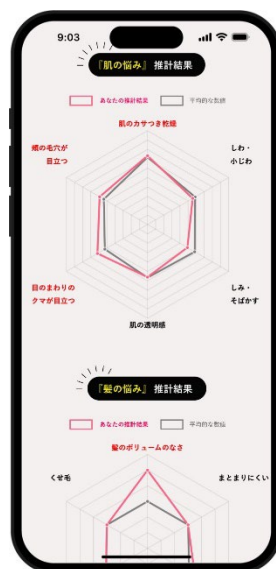 9:03
『肌の悩み』推計結果
あなたの推計結果
平均的な数値
肌のカサつき乾燥
頬の毛穴が
目立つ
しわ・
小じわ
目のまわりの
クマが目立つ
しみ・
そばかす
肌の透明感
『髪の悩み』推計結果
あなたの推計結果
平均的な数値
髪のボリュームのなさ
くせ毛
まとまりにくい